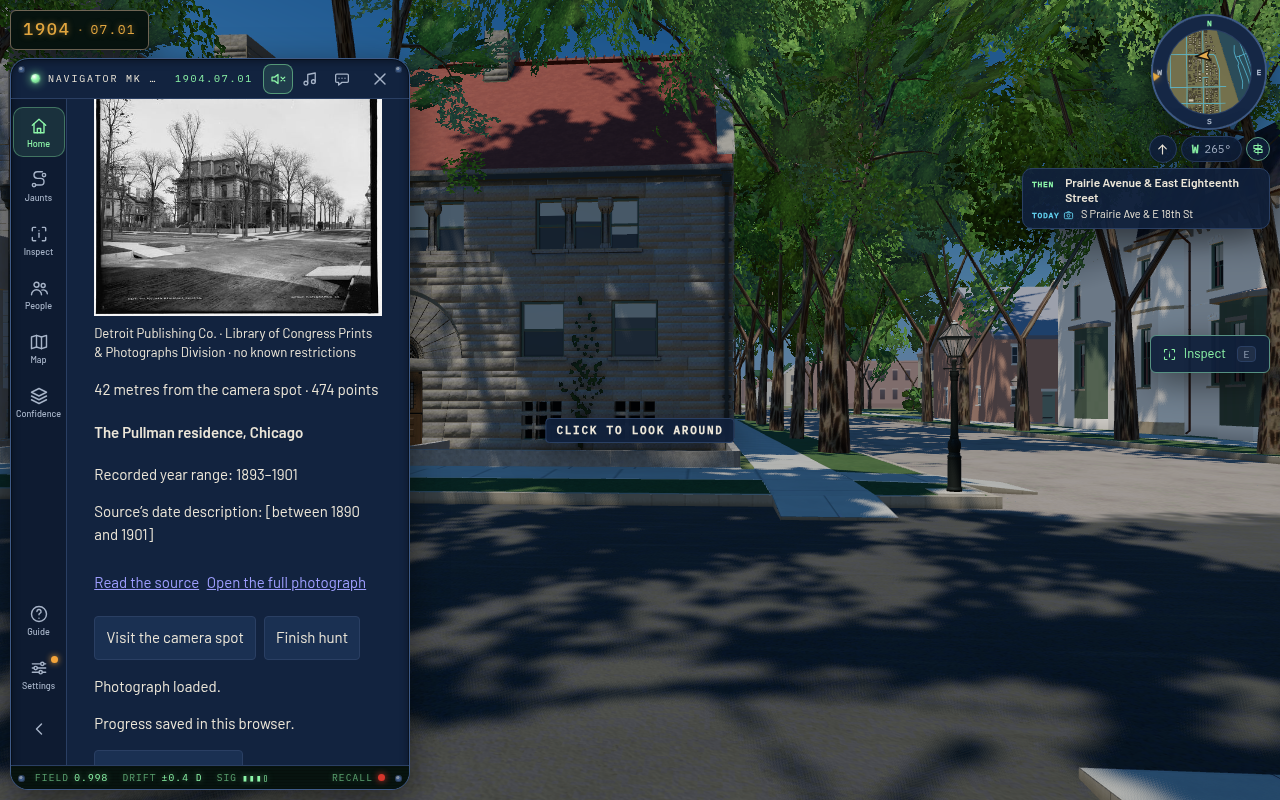 1904 · 07.01
NAVIGATOR MK …
1904.07.01
Home
Jaunts
Inspect
People
Map
Confidence
Guide
Settings
Detroit Publishing Co. · Library of Congress Prints
& Photographs Division · no known restrictions
42 metres from the camera spot · 474 points
The Pullman residence, Chicago
Recorded year range: 1893–1901
Source's date description: [between 1890
and 1901]
Read the source Open the full photograph
Visit the camera spot
Finish hunt
Photograph loaded.
Progress saved in this browser.
FIELD 0.998 DRIFT ±0.4 D SIG
RECALL
CLICK TO LOOK AROUND
N
E
S
W
W 265°
THEN Prairie Avenue & East Eighteenth
Street
TODAY S Prairie Ave & E 18th St
Inspect E